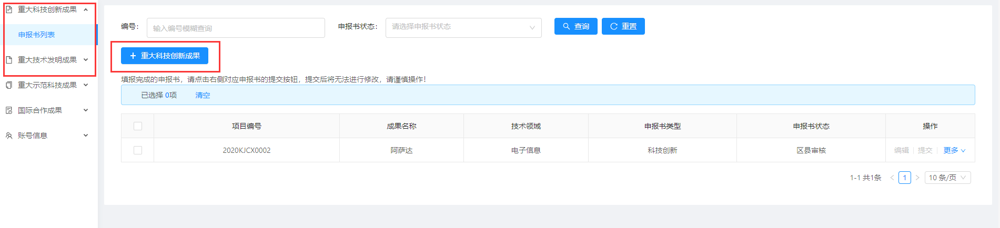 重大科技创新成果
申报书列表
重大技术发明成果
重大示范科技成果
国际合作成果
账号信息
编号： 输入编号模糊查询 申报书状态： 请选择申报书状态 查询 重置
重大科技创新成果
填报完成的申报书，请点击右侧对应申报书的提交按钮，提交后将无法进行修改，请谨慎操作！
已选择 0项 清空
项目编号 成果名称 技术领域 申报书类型 申报书状态 操作
2020KJCX0002 阿萨达 电子信息 科技创新 区县审核 编辑 提交 更多
1-1 共1条 1 10 条/页